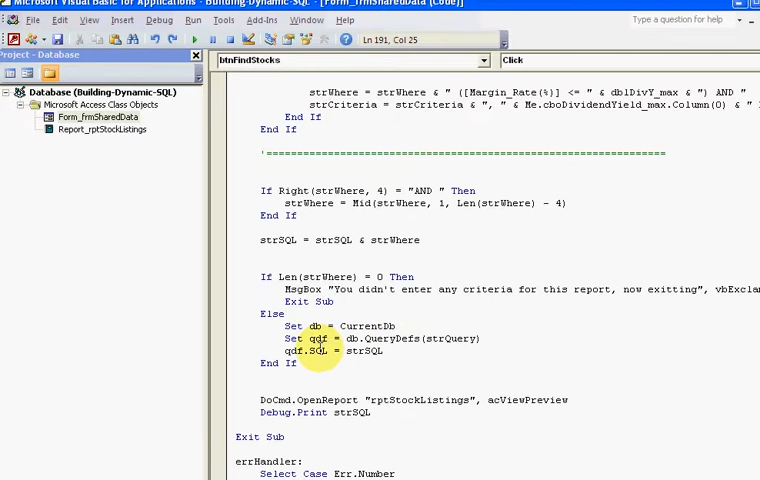 Microsoft Visual Basic for Applications - Building-Dynamic-SQL - [Form_frmSharedData (Code)]
File Edit View Insert Debug Run Tools Add-Ins Window Help Type a question for help
Ln 191, Col 25
Project - Database
btnFindStocks Click
Database (Building-Dynamic-SQL)
Microsoft Access Class Objects
Form_frmSharedData
Report_rptStockListings
strWhere = strWhere & " ([Margin_Rate(%)] <= " & dblDivY_max & ") AND "
strCriteria = strCriteria & ", " & Me.cboDividendYield_max.Column(0) & "
End If
End If
'==================================================================
If Right(strWhere, 4) = "AND " Then
strWhere = Mid(strWhere, 1, Len(strWhere) - 4)
End If
strSQL = strSQL & strWhere
If Len(strWhere) = 0 Then
MsgBox "You didn't enter any criteria for this report, now exiting", vbExcla
Exit Sub
Else
Set db = CurrentDb
Set qdf = db.QueryDefs(strQuery)
qdf.SQL = strSQL
End If
DoCmd.OpenReport "rptStockListings", acViewPreview
Debug.Print strSQL
Exit Sub
errHandler:
Select Case Err.Number